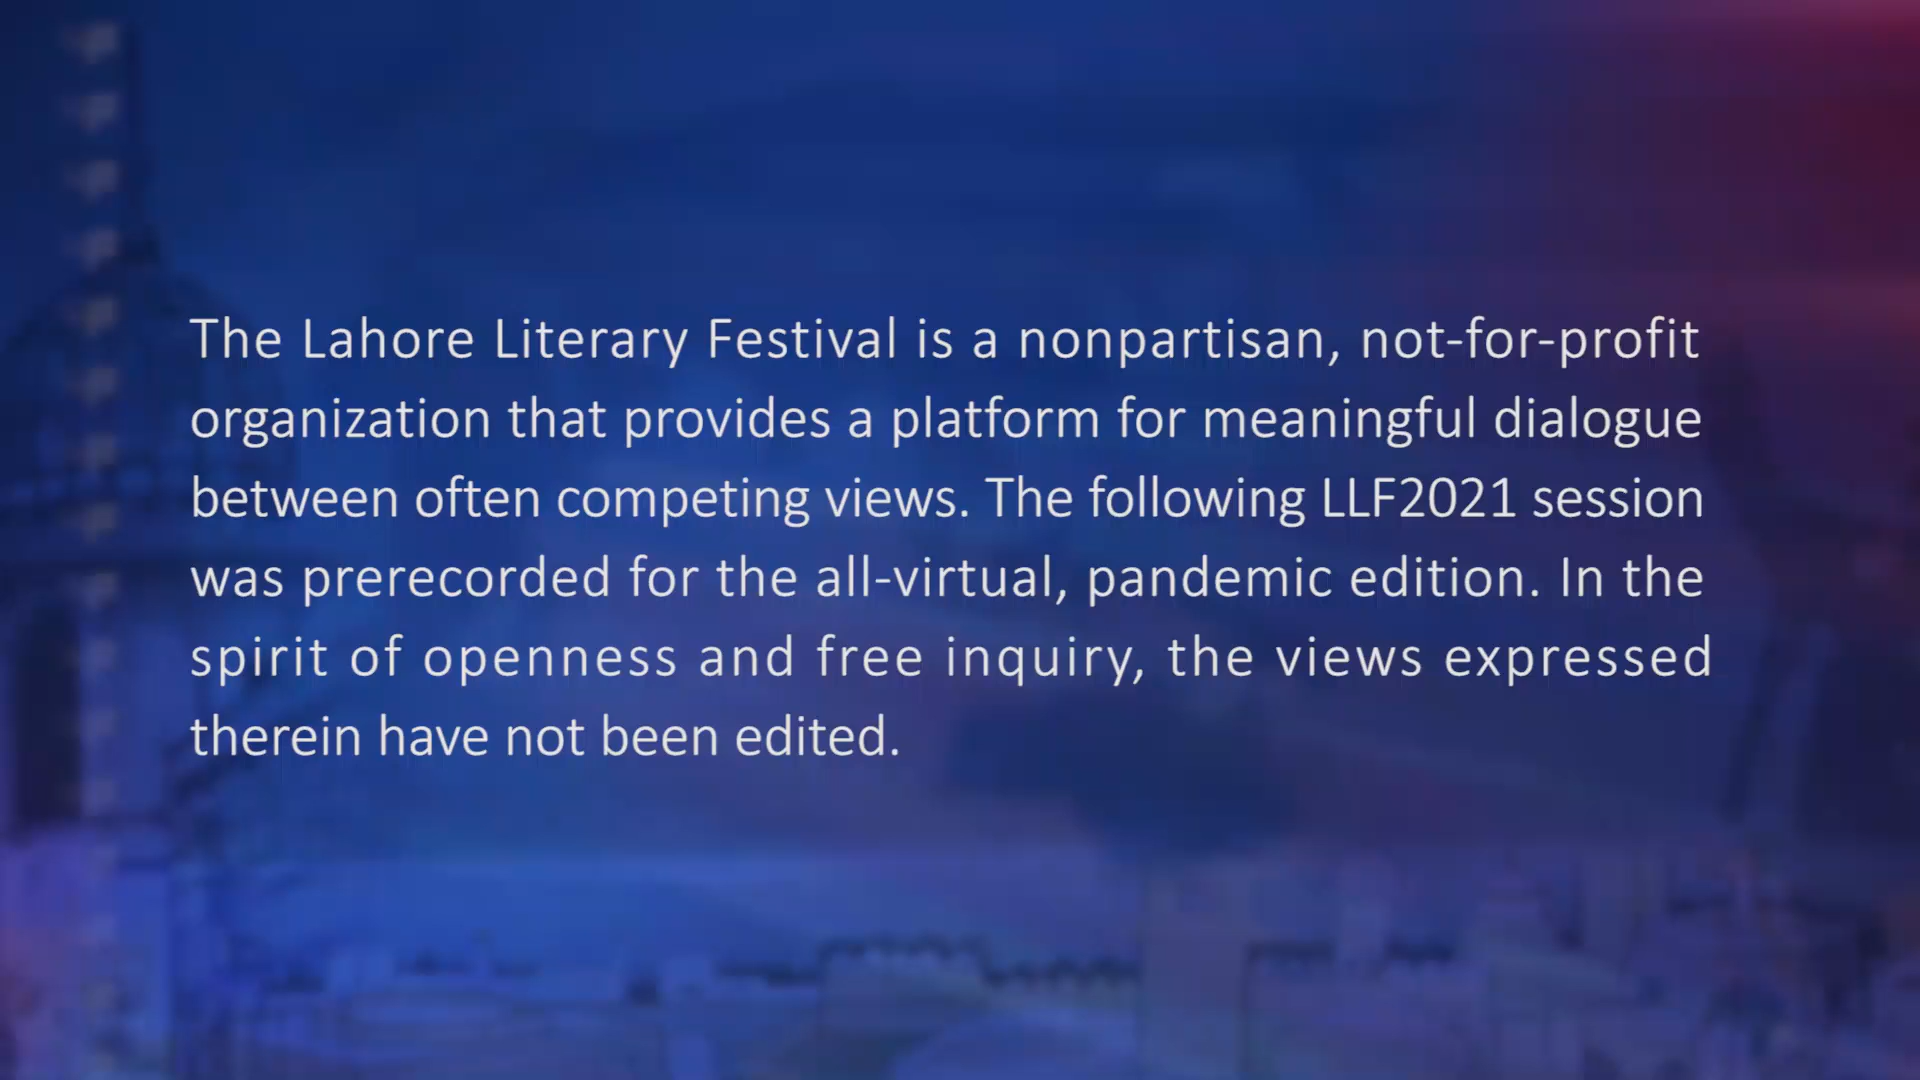 The Lahore Literary Festival is a nonpartisan, not-for-profit
organization that provides a platform for meaningful dialogue
between often competing views. The following LLF2021 session
was prerecorded for the all-virtual, pandemic edition. In the
spirit of openness and free inquiry, the views expressed
therein have not been edited.